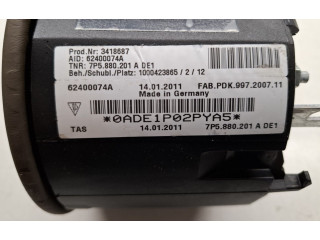 Prod.Nr: 3418687
AID: 62400074A
TNR: 7P5.880.201 A DE1
Beh./Schubl./Platz: 1000423865 / 2 / 12
62400074A 14.01.2011 FAB.PDK.997.2007.11
Made in Germany
*0ADE1P02PYA5*
TAS 14.01.2011 7P5.880.201 A DE1